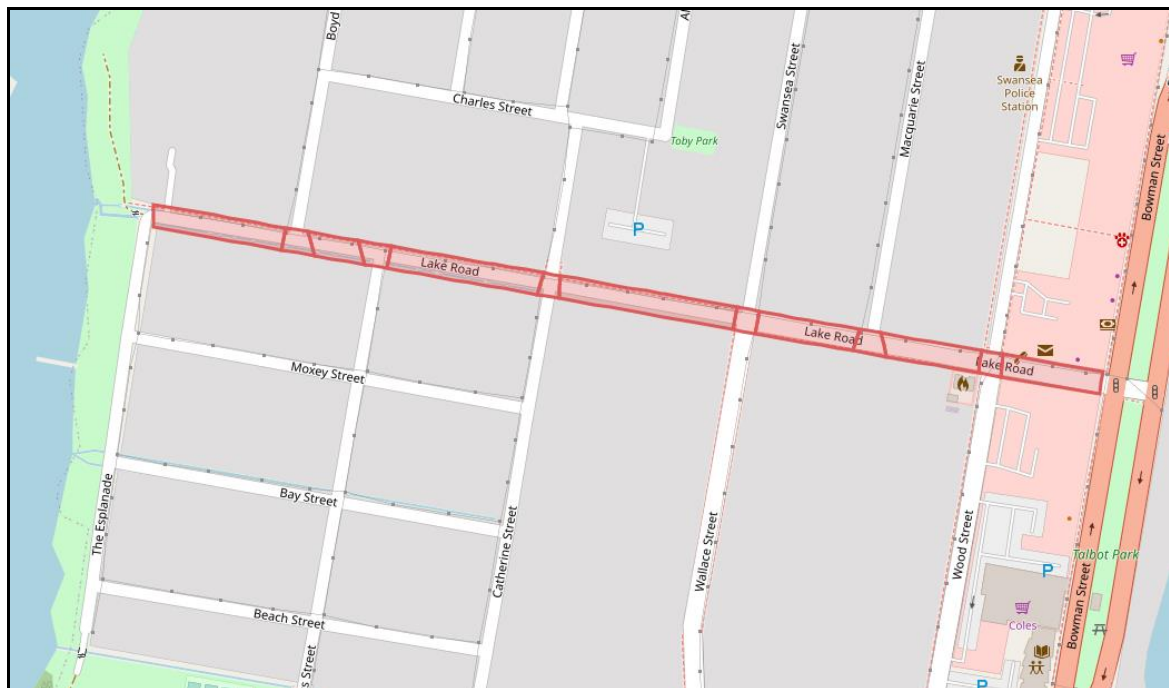 Boyd
Charles Street
Swansea Street
Macquarie Street
Swansea
Police
Station
Bowman Street
Toby Park
P
Lake Road
Lake Road
Lake Road
Moxey Street
Bay Street
The Esplanade
Catherine Street
Wallace Street
Wood Street
Talbot Park
P
Beach Street
Coles
Bowman Street
s Street
P